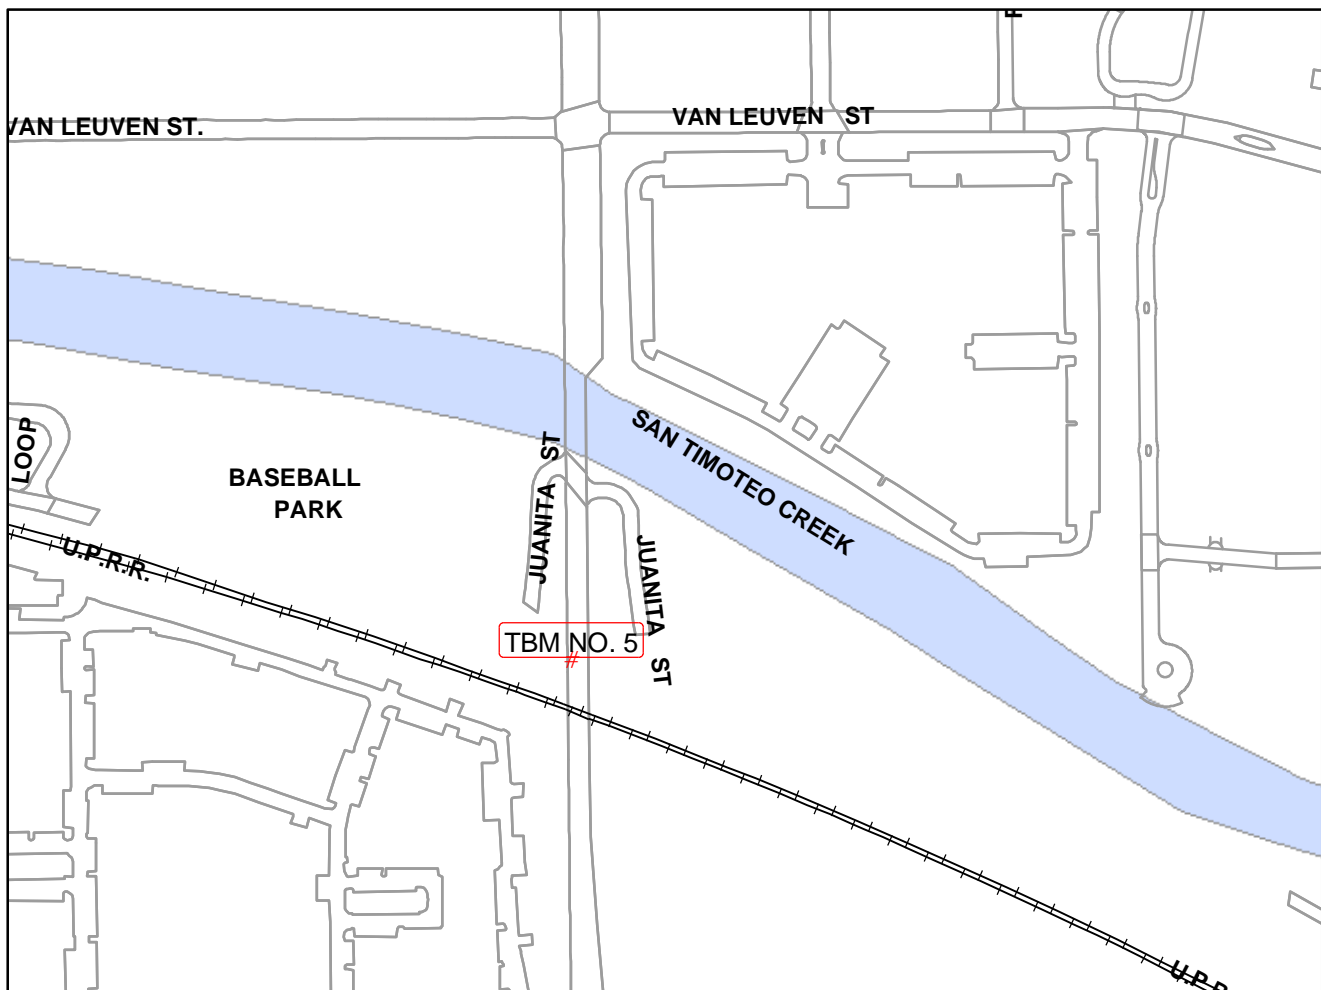 VAN LEUVEN ST.
VAN LEUVEN ST
LOOP
BASEBALL
PARK
JUANITA ST
SAN TIMOTEO CREEK
U.P.R.R.
JUANITA ST
TBM NO. 5
#